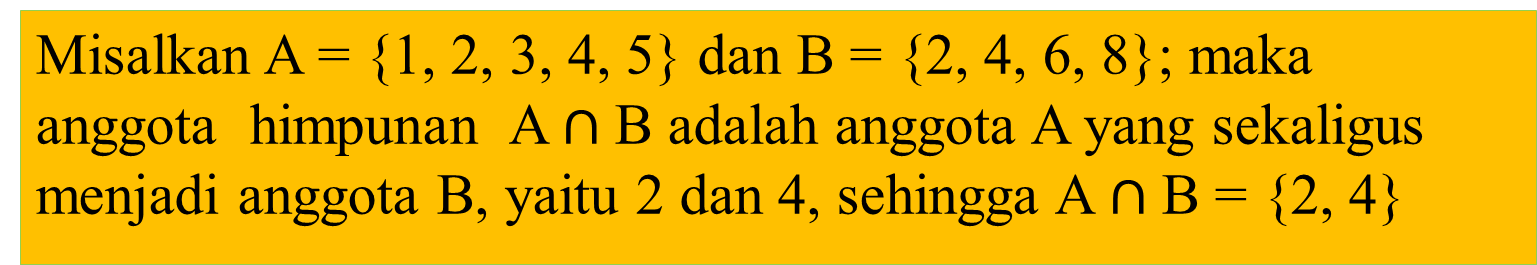 Misalkan A = {1, 2, 3, 4, 5} dan B = {2, 4, 6, 8}; maka
anggota himpunan A ∩ B adalah anggota A yang sekaligus
menjadi anggota B, yaitu 2 dan 4, sehingga A ∩ B = {2, 4}